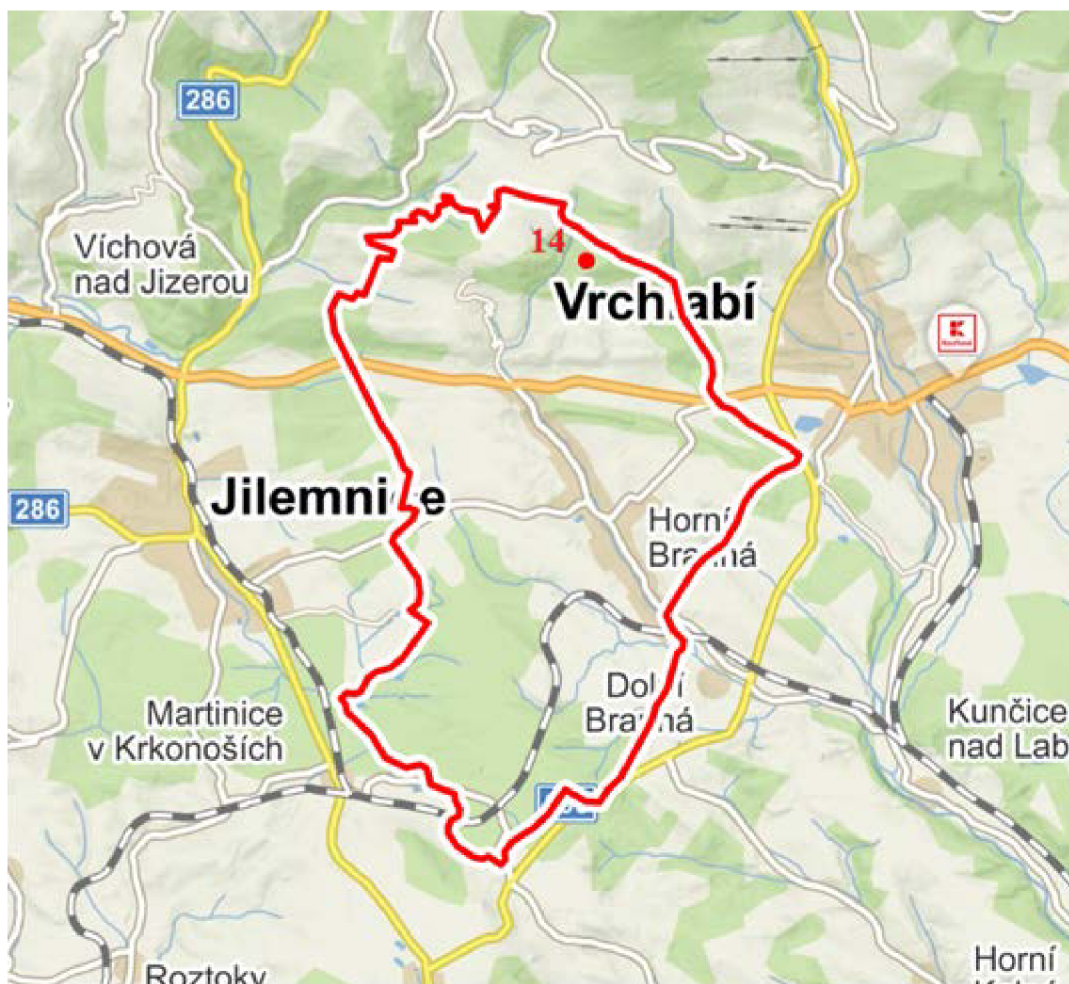 286
Víchová
nad Jizerou
14
Vrchlabí
K
Kaufland
Jilemnice
286
Horní
Branná
Dolní
Branná
Martinice
v Krkonoších
Kunčice
nad Lab
Roztoky
Horní